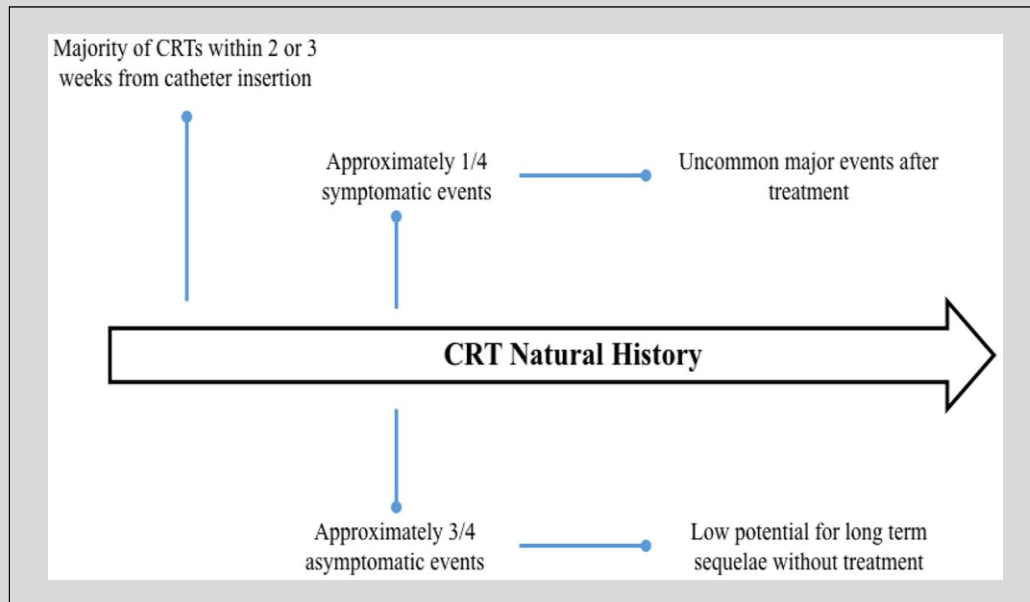 Majority of CRTs within 2 or 3
weeks from catheter insertion
Approximately 1/4
symptomatic events
Uncommon major events after
treatment
CRT Natural History
Approximately 3/4
asymptomatic events
Low potential for long term
sequelae without treatment